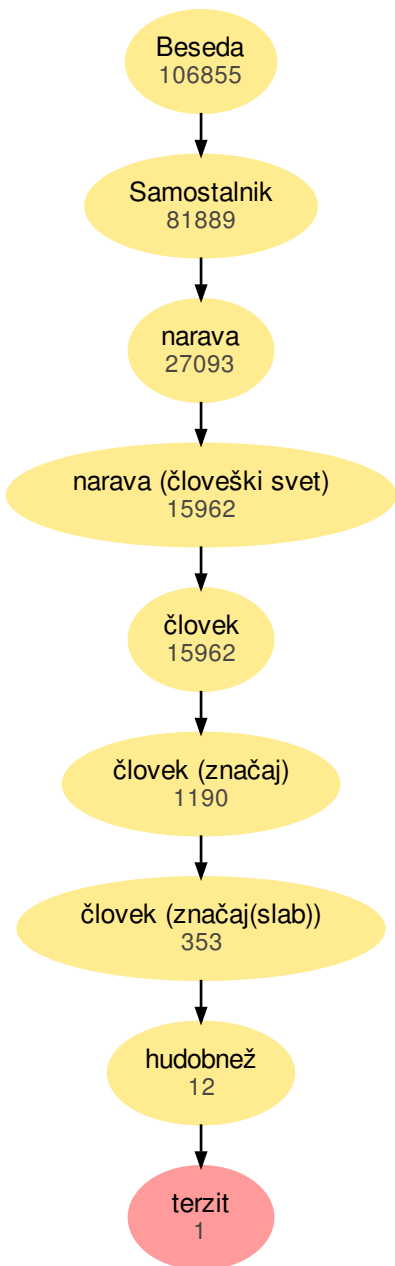 Beseda
106855
Samostalnik
81889
narava
27093
narava (človeški svet)
15962
človek
15962
človek (značaj)
1190
človek (značaj(slab))
353
hudobnež
12
terzit
1